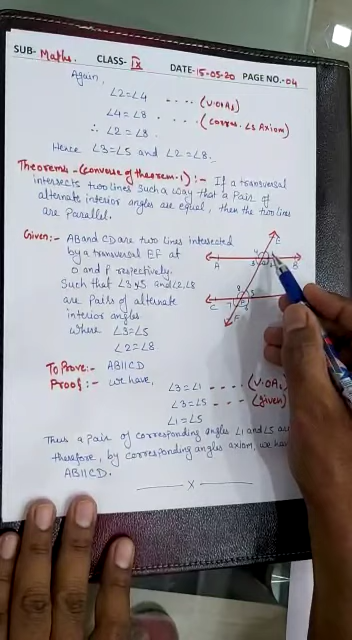 SUB- Maths. CLASS- IX DATE- 15-05-20 PAGE NO.- 04
Again,
∠2=∠4 - - - - (V.O.A.s)
∠4=∠8 - - - - (Corres. ∠s Axiom)
∴ ∠2=∠8.
Hence ∠3=∠5 and ∠2=∠8.
Theorem:- (Converse of theorem-1):- If a transversal
intersects two lines such a way that a pair of
alternate interior angles are equal, then the two lines
are Parallel.
Given:- AB and CD are two lines intersected
by a transversal EF at
O and P respectively.
Such that ∠3,5 and ∠2,8
are pairs of alternate
interior angles
where ∠3=∠5
∠2=∠8
E
A B
C
F
To Prove:- AB||CD
Proof:- we have,
∠3=∠1 - - - - (V.OA
∠3=∠5 - - - (given)
∠1=∠5
Thus a pair of corresponding angles ∠1 and ∠5 are
therefore, by corresponding angles axiom, we have
AB||CD.
x